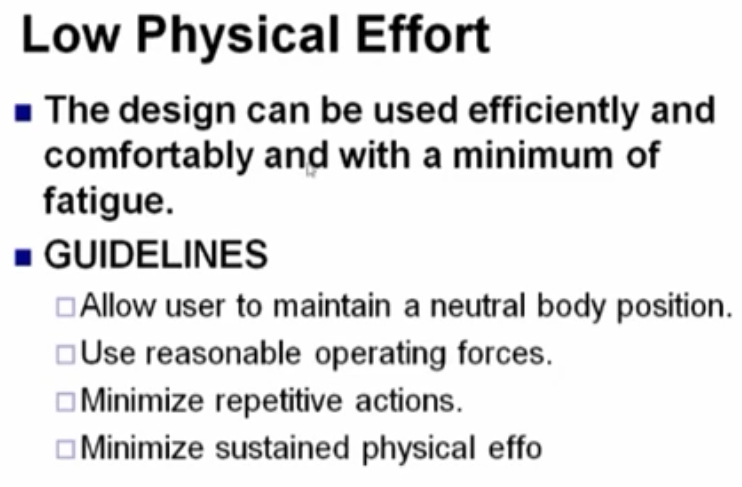 Low Physical Effort
The design can be used efficiently and
comfortably and with a minimum of
fatigue.
GUIDELINES
Allow user to maintain a neutral body position.
Use reasonable operating forces.
Minimize repetitive actions.
Minimize sustained physical effo